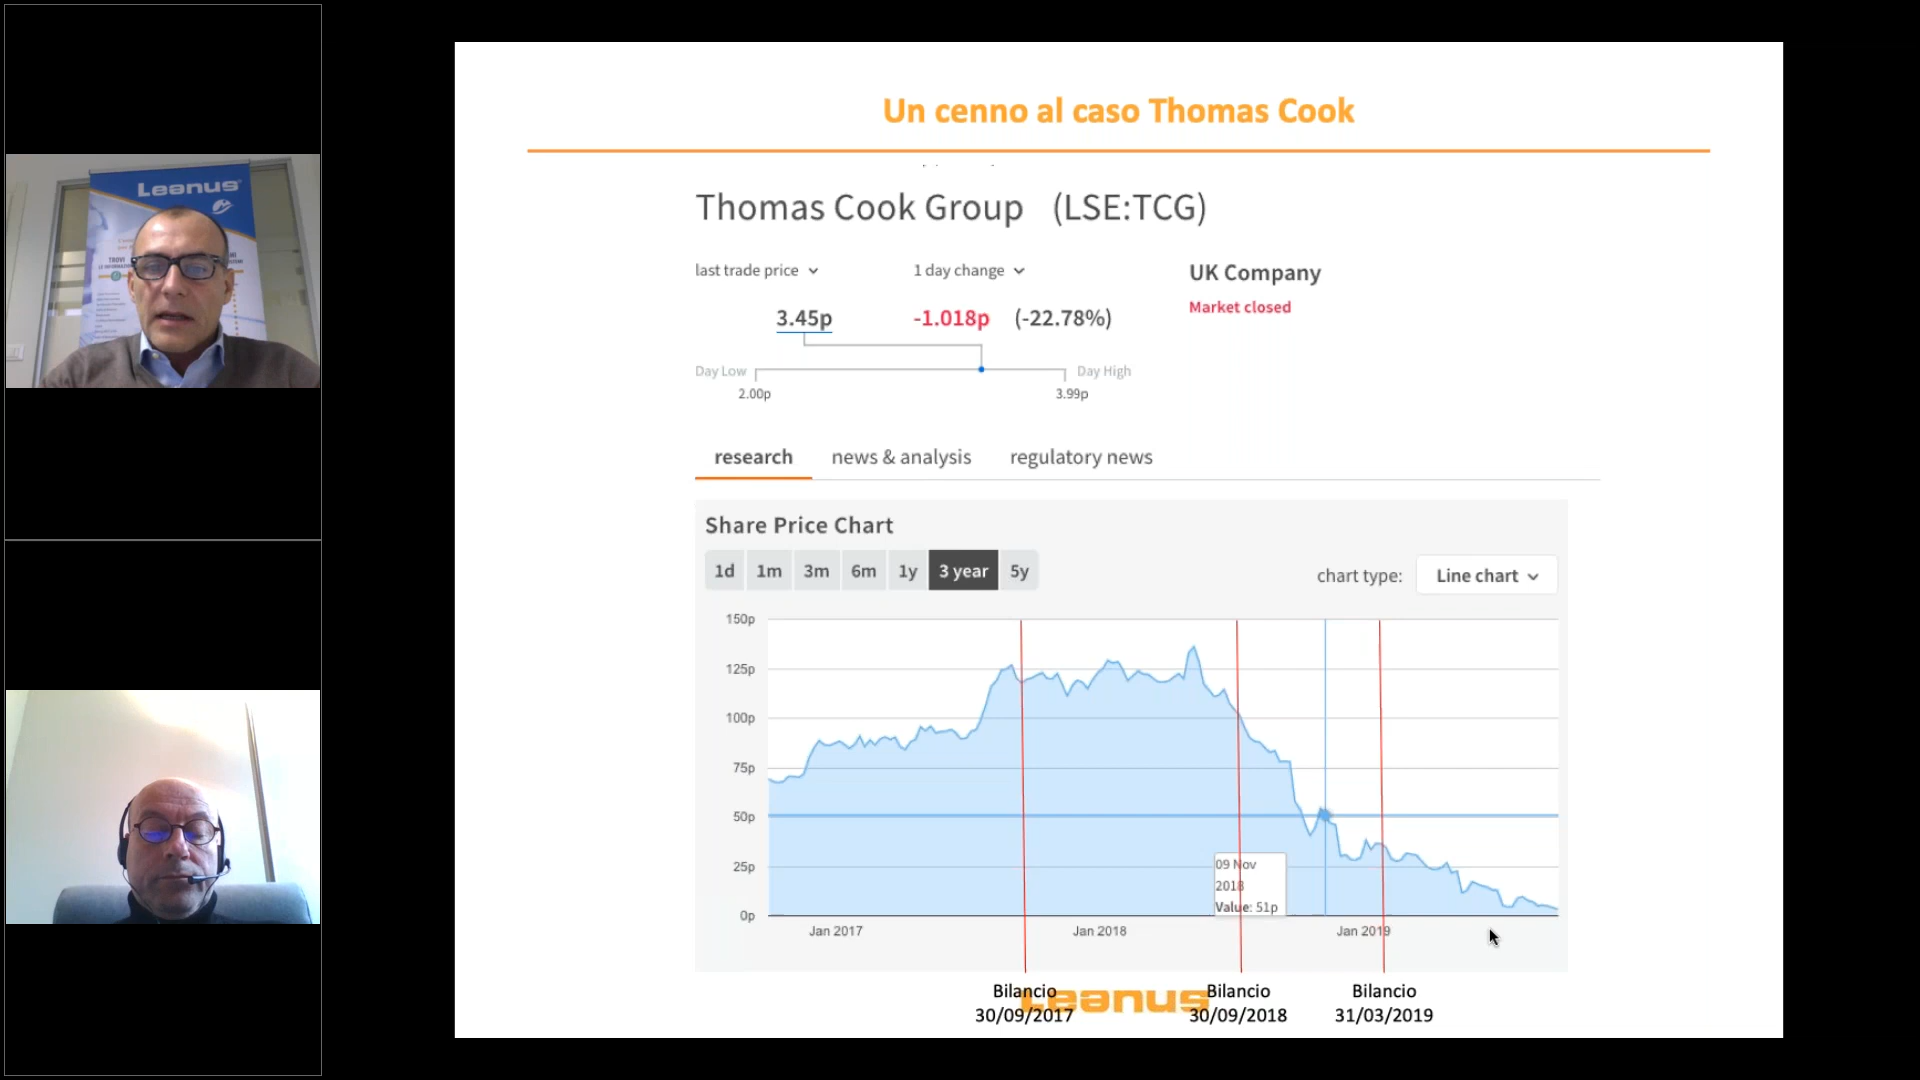 Leanus
TROVI
Un cenno al caso Thomas Cook
Thomas Cook Group (LSE:TCG)
last trade price
1 day change
UK Company
3.45p
-1.018p (-22.78%)
Market closed
Day Low
Day High
2.00p
3.99p
research
news & analysis
regulatory news
Share Price Chart
1d
1m
3m
6m
1y
3 year
5y
chart type:
Line chart
150p
125p
100p
75p
50p
25p
0p
09 Nov
2018
Value: 51p
Jan 2017
Jan 2018
Jan 2019
Leanus
Bilancio
30/09/2017
Bilancio
30/09/2018
Bilancio
31/03/2019